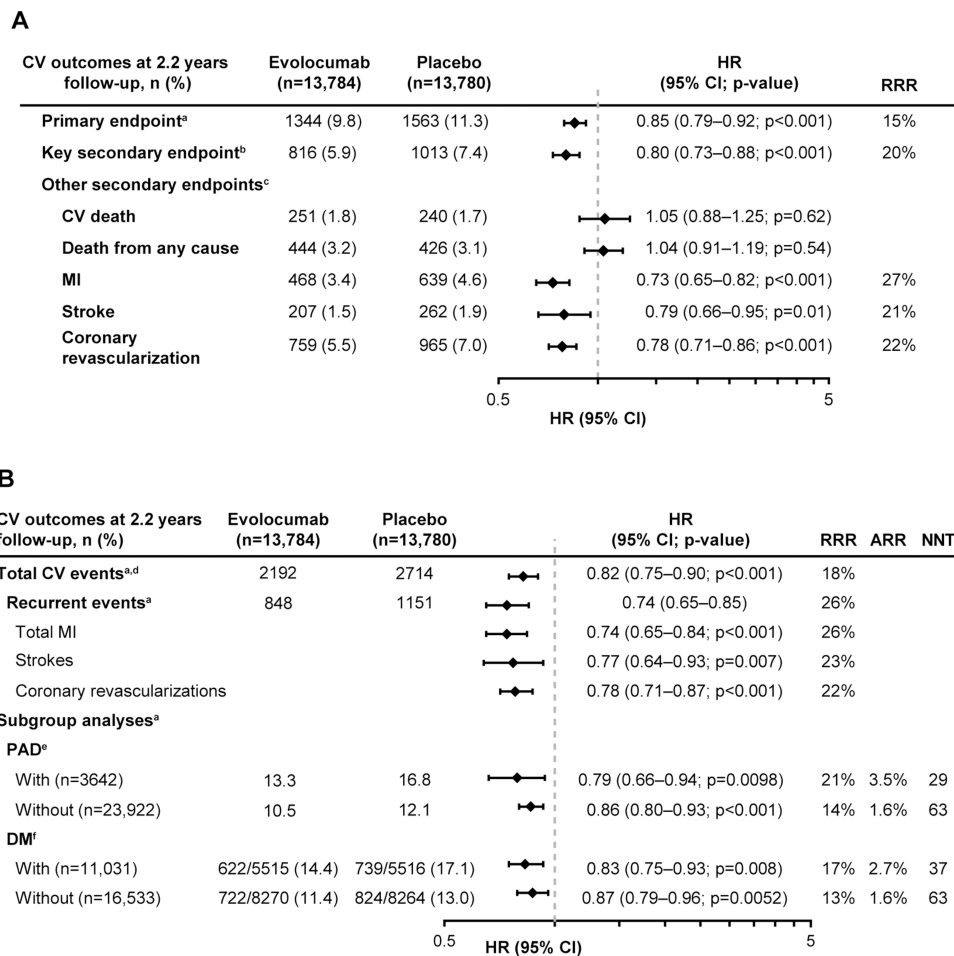 A
CV outcomes at 2.2 years follow-up, n (%) Evolocumab (n=13,784) Placebo (n=13,780) HR (95% CI; p-value) RRR
Primary endpointᵃ 1344 (9.8) 1563 (11.3) 0.85 (0.79–0.92; p<0.001) 15%
Key secondary endpointᵇ 816 (5.9) 1013 (7.4) 0.80 (0.73–0.88; p<0.001) 20%
Other secondary endpointsᶜ
CV death 251 (1.8) 240 (1.7) 1.05 (0.88–1.25; p=0.62)
Death from any cause 444 (3.2) 426 (3.1) 1.04 (0.91–1.19; p=0.54)
MI 468 (3.4) 639 (4.6) 0.73 (0.65–0.82; p<0.001) 27%
Stroke 207 (1.5) 262 (1.9) 0.79 (0.66–0.95; p=0.01) 21%
Coronary revascularization 759 (5.5) 965 (7.0) 0.78 (0.71–0.86; p<0.001) 22%
0.5 5
HR (95% CI)
B
CV outcomes at 2.2 years follow-up, n (%) Evolocumab (n=13,784) Placebo (n=13,780) HR (95% CI; p-value) RRR ARR NNT
Total CV eventsᵃ,ᵈ 2192 2714 0.82 (0.75–0.90; p<0.001) 18%
Recurrent eventsᵃ 848 1151 0.74 (0.65–0.85) 26%
Total MI 0.74 (0.65–0.84; p<0.001) 26%
Strokes 0.77 (0.64–0.93; p=0.007) 23%
Coronary revascularizations 0.78 (0.71–0.87; p<0.001) 22%
Subgroup analysesᵃ
PADᵉ
With (n=3642) 13.3 16.8 0.79 (0.66–0.94; p=0.0098) 21% 3.5% 29
Without (n=23,922) 10.5 12.1 0.86 (0.80–0.93; p<0.001) 14% 1.6% 63
DMᶠ
With (n=11,031) 622/5515 (14.4) 739/5516 (17.1) 0.83 (0.75–0.93; p=0.008) 17% 2.7% 37
Without (n=16,533) 722/8270 (11.4) 824/8264 (13.0) 0.87 (0.79–0.96; p=0.0052) 13% 1.6% 63
0.5 5
HR (95% CI)